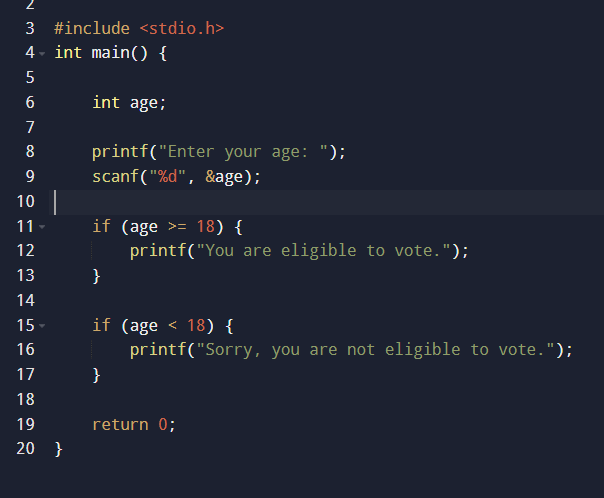 2
3 #include <stdio.h>
4 int main() {
5
6     int age;
7
8     printf("Enter your age: ");
9     scanf("%d", &age);
10
11     if (age >= 18) {
12         printf("You are eligible to vote.");
13     }
14
15     if (age < 18) {
16         printf("Sorry, you are not eligible to vote.");
17     }
18
19     return 0;
20 }